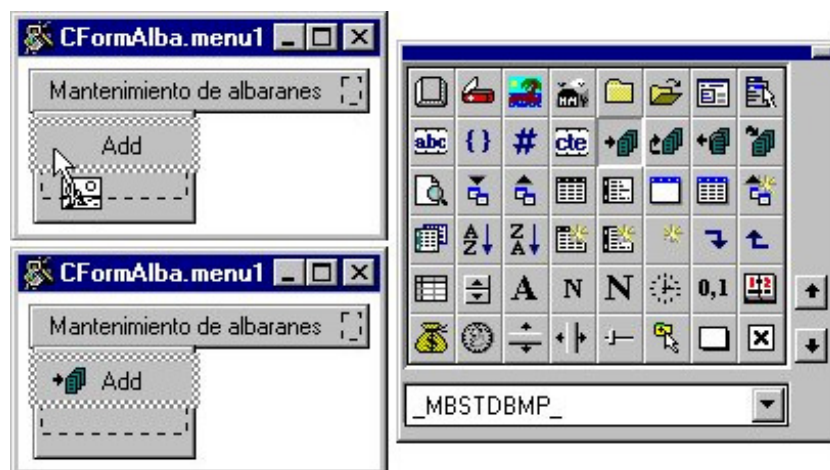 CFormAlba.menu1
Mantenimiento de albaranes
Add
CFormAlba.menu1
Mantenimiento de albaranes
Add
abc {} # cte
A Z
Z A
A N N 0,1
_MBSTDBMP_